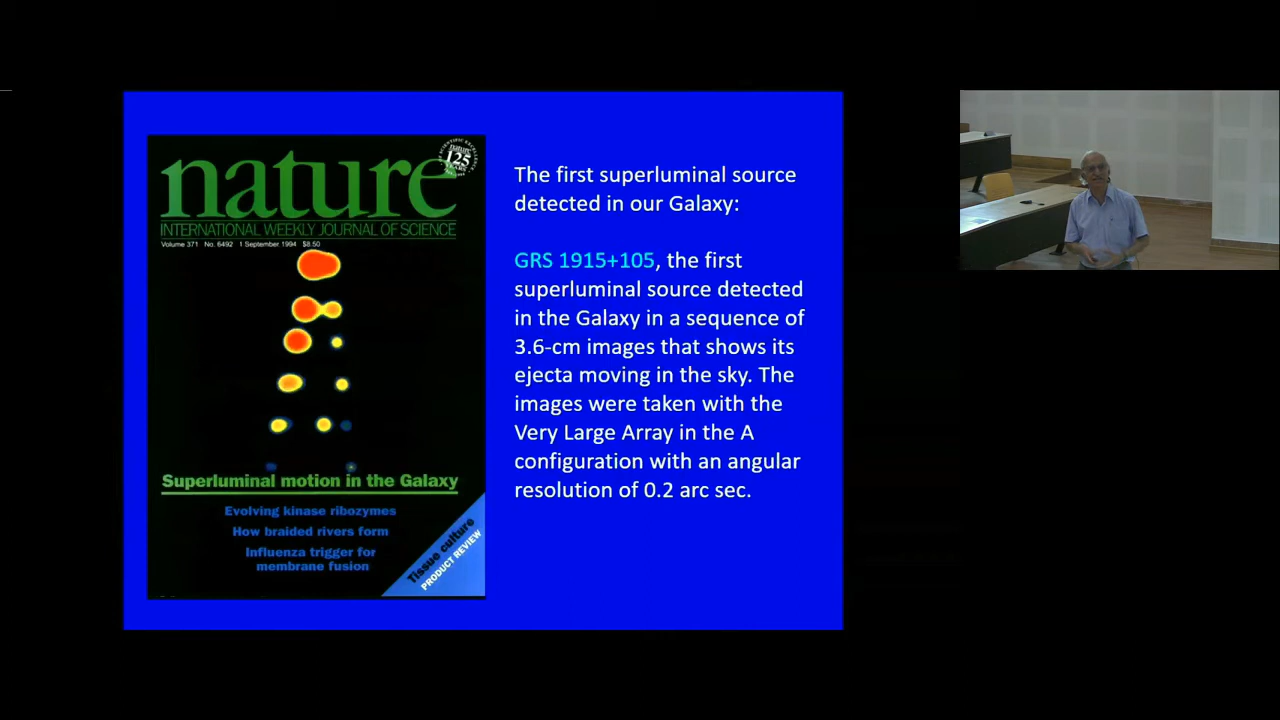 nature
125
YEARS
INTERNATIONAL WEEKLY JOURNAL OF SCIENCE
Volume 371 No. 6492 1 September 1994 $8.50
Superluminal motion in the Galaxy
Evolving kinase ribozymes
How braided rivers form
Influenza trigger for
membrane fusion
Tissue culture
PRODUCT REVIEW
The first superluminal source
detected in our Galaxy:
GRS 1915+105, the first
superluminal source detected
in the Galaxy in a sequence of
3.6-cm images that shows its
ejecta moving in the sky. The
images were taken with the
Very Large Array in the A
configuration with an angular
resolution of 0.2 arc sec.